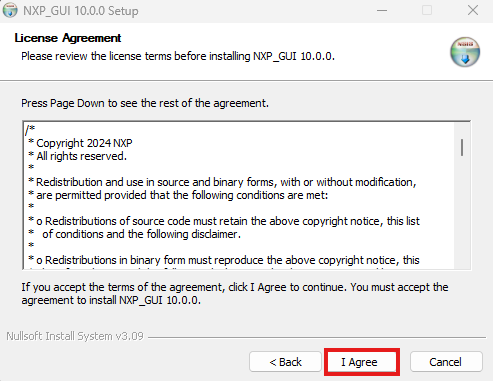 NXP_GUI 10.0.0 Setup
License Agreement
Please review the license terms before installing NXP_GUI 10.0.0.
Press Page Down to see the rest of the agreement.
/*
* Copyright 2024 NXP
* All rights reserved.
*
* Redistribution and use in source and binary forms, with or without modification,
* are permitted provided that the following conditions are met:
*
* o Redistributions of source code must retain the above copyright notice, this list
* of conditions and the following disclaimer.
*
* o Redistributions in binary form must reproduce the above copyright notice, this
If you accept the terms of the agreement, click I Agree to continue. You must accept the
agreement to install NXP_GUI 10.0.0.
Nullsoft Install System v3.09
< Back
I Agree
Cancel